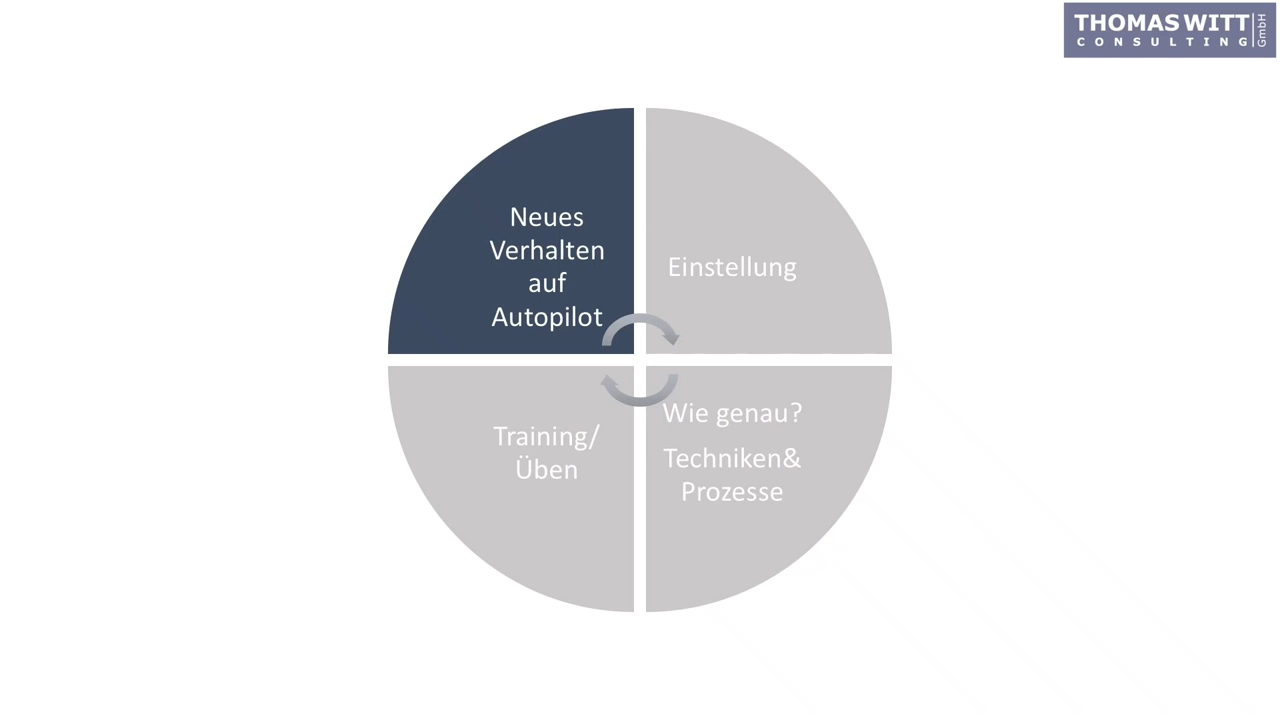 THOMAS WITT
CONSULTING
GmbH
Neues
Verhalten
auf
Autopilot
Einstellung
Training/
Üben
Wie genau?
Techniken&
Prozesse